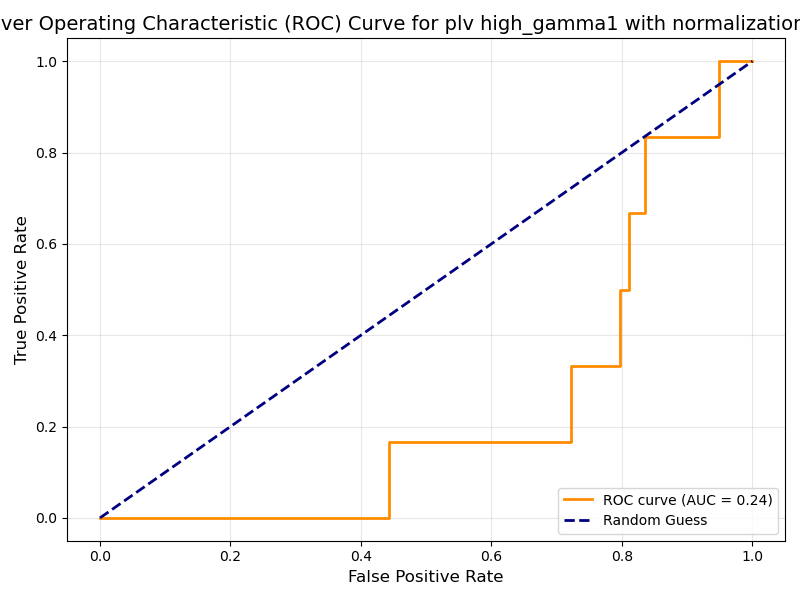 ver Operating Characteristic (ROC) Curve for plv high_gamma1 with normalization
1.0
0.8
0.6
0.4
0.2
0.0
True Positive Rate
0.0 0.2 0.4 0.6 0.8 1.0
False Positive Rate
ROC curve (AUC = 0.24)
Random Guess